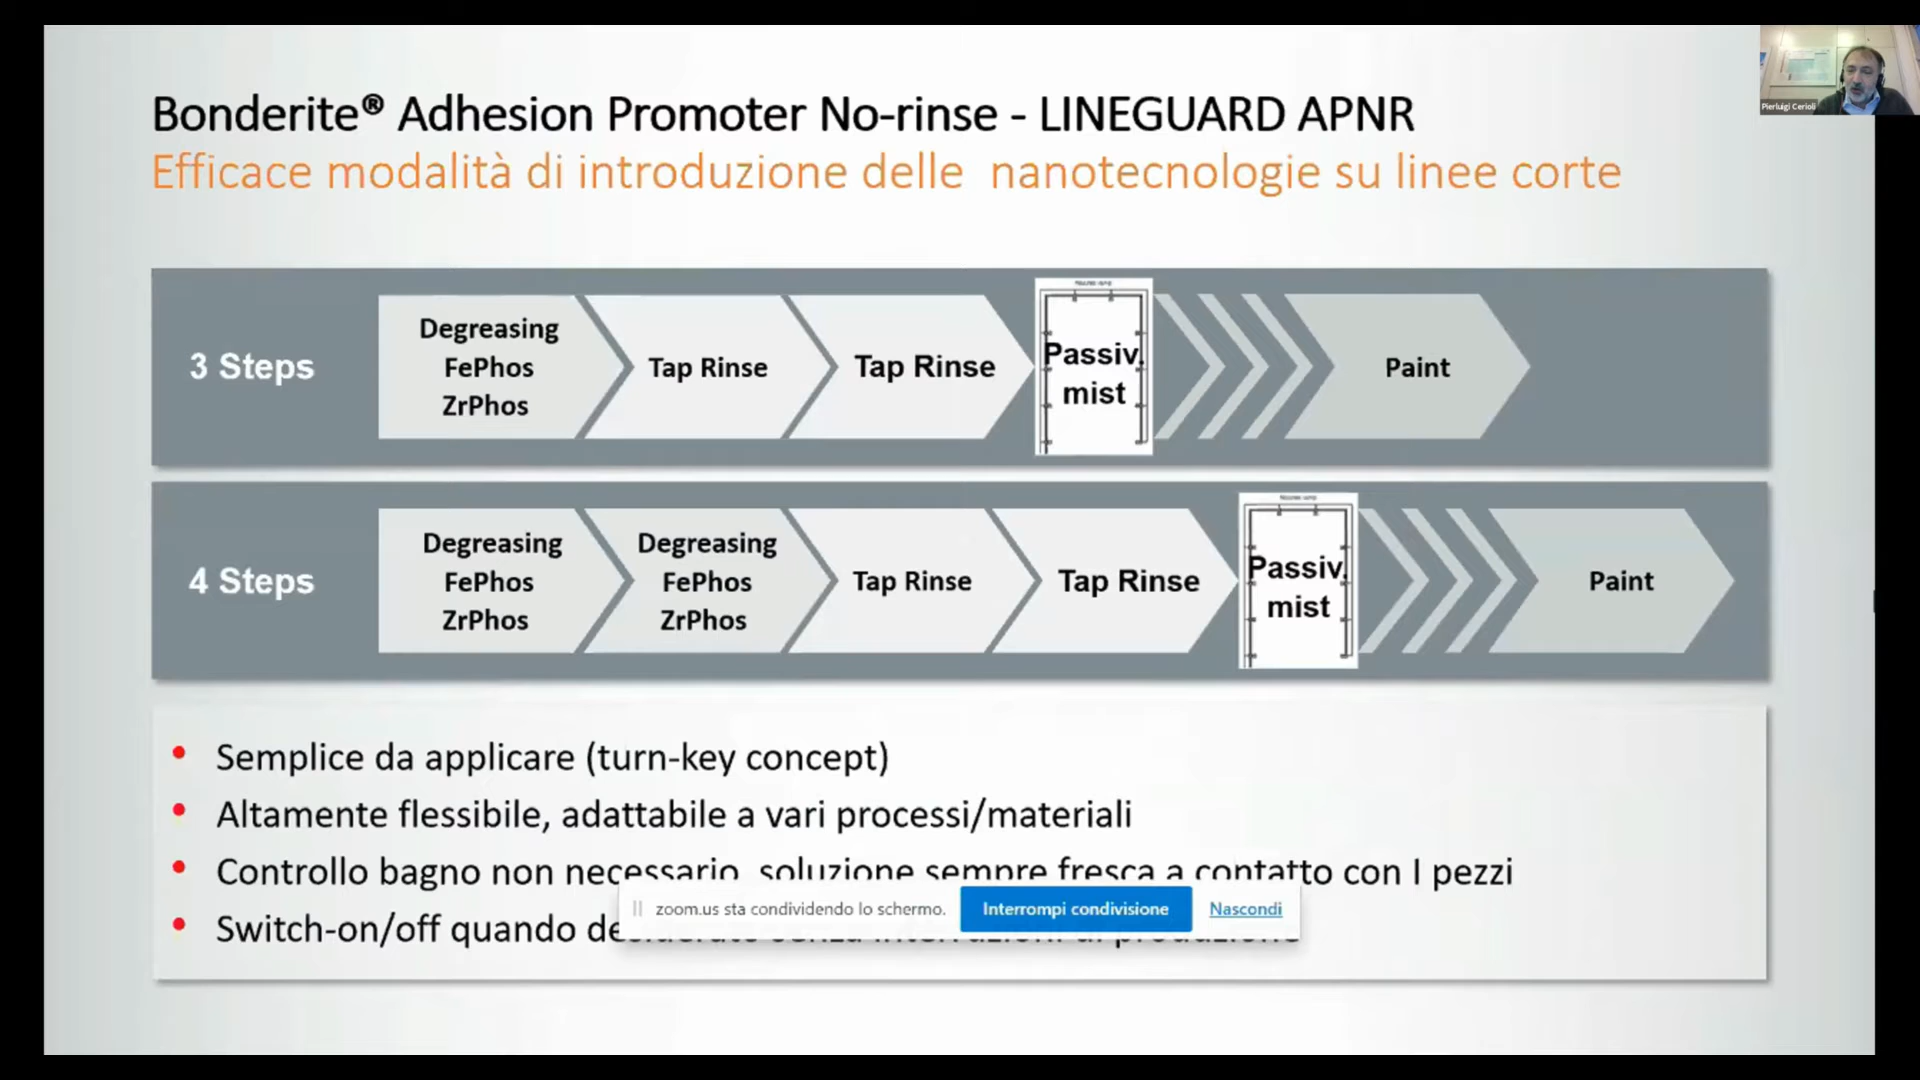 Pierluigi Cerioli
Bonderite® Adhesion Promoter No-rinse - LINEGUARD APNR
Efficace modalità di introduzione delle nanotecnologie su linee corte
3 Steps
Degreasing
FePhos
ZrPhos
Tap Rinse
Tap Rinse
Passiv.
mist
Paint
4 Steps
Degreasing
FePhos
ZrPhos
Degreasing
FePhos
ZrPhos
Tap Rinse
Tap Rinse
Passiv.
mist
Paint
• Semplice da applicare (turn-key concept)
• Altamente flessibile, adattabile a vari processi/materiali
• Controllo bagno non necessario, soluzione sempre fresca a contatto con I pezzi
• Switch-on/off quando
zoom.us sta condividendo lo schermo.
Interrompi condivisione
Nascondi